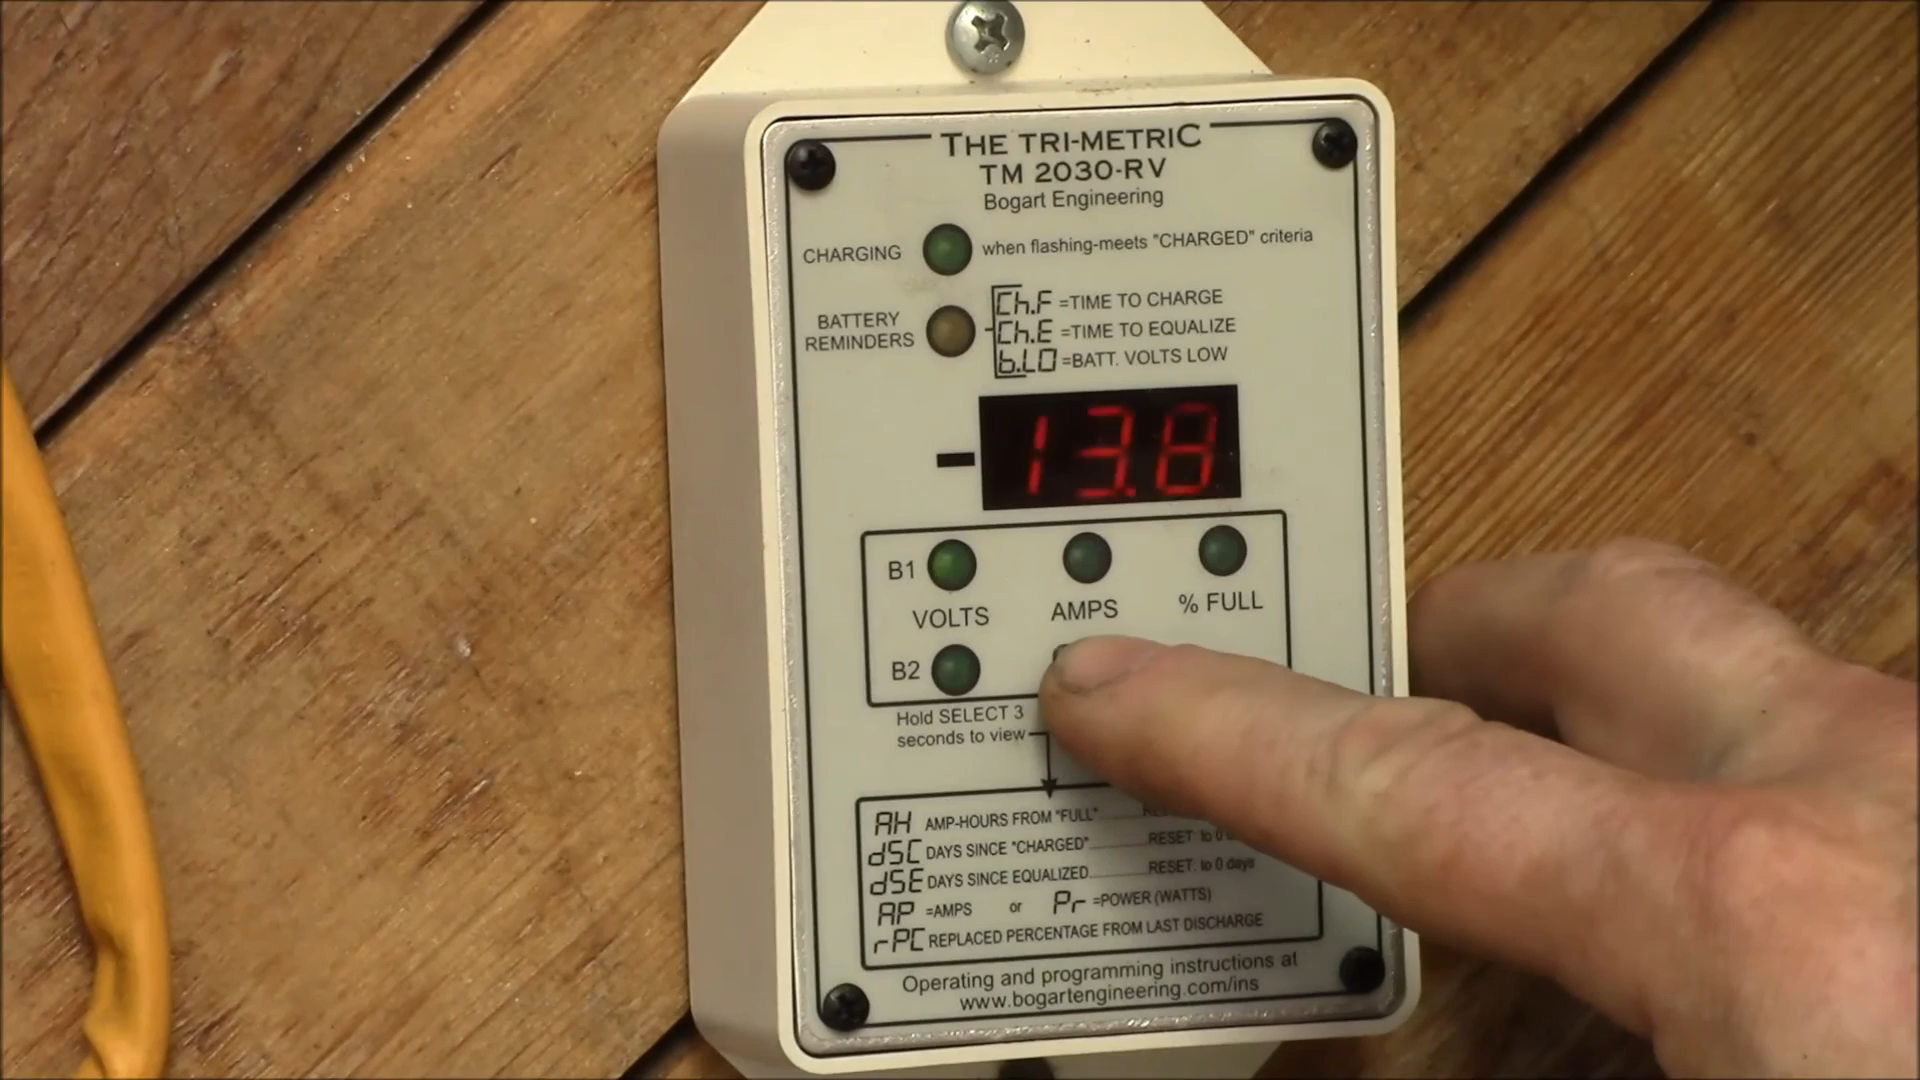 THE TRI-METRIC
TM 2030-RV
Bogart Engineering
CHARGING when flashing-meets "CHARGED" criteria
Ch.F =TIME TO CHARGE
BATTERY REMINDERS Ch.E =TIME TO EQUALIZE
b.LO =BATT. VOLTS LOW
- 13.8
B1
VOLTS AMPS % FULL
B2
Hold SELECT 3
seconds to view
AH AMP-HOURS FROM "FULL"
dSC DAYS SINCE "CHARGED" RESET: to 0
dSE DAYS SINCE EQUALIZED RESET: to 0 days
AP =AMPS or Pr =POWER (WATTS)
rPC REPLACED PERCENTAGE FROM LAST DISCHARGE
Operating and programming instructions at
www.bogartengineering.com/ins